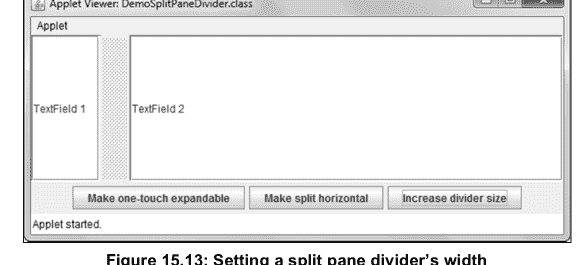 Applet Viewer: DemoSplitPaneDivider.class
Applet
TextField 1
TextField 2
Make one-touch expandable
Make split horizontal
Increase divider size
Applet started.
Figure 15.13: Setting a split pane divider's width